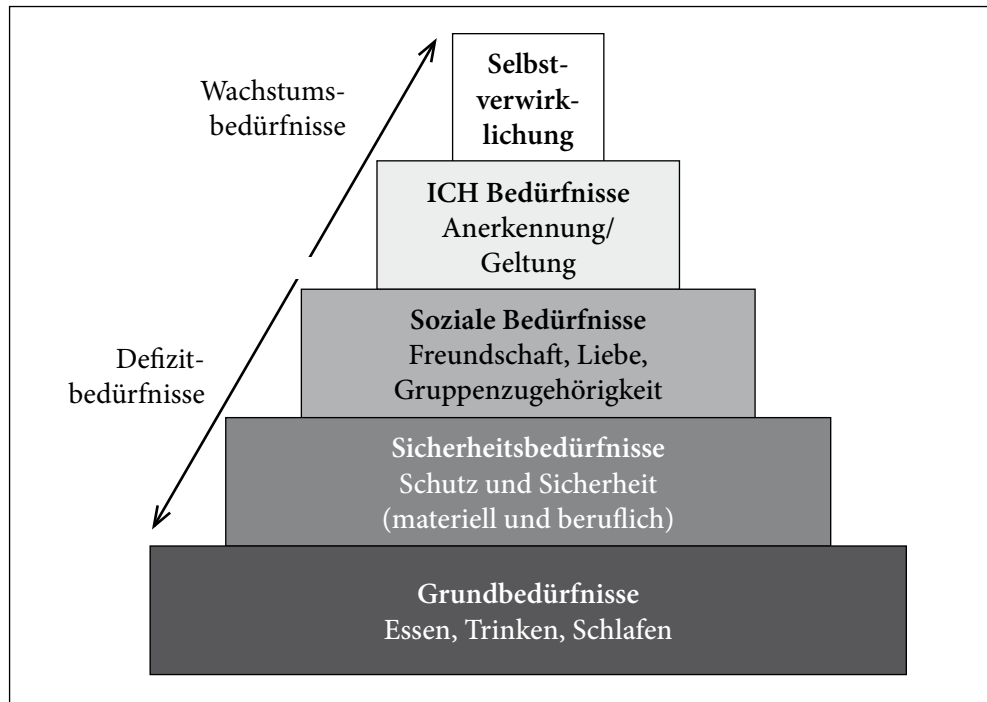 Wachstums-
bedürfnisse
Selbst-
verwirk-
lichung
ICH Bedürfnisse
Anerkennung/
Geltung
Defizit-
bedürfnisse
Soziale Bedürfnisse
Freundschaft, Liebe,
Gruppenzugehörigkeit
Sicherheitsbedürfnisse
Schutz und Sicherheit
(materiell und beruflich)
Grundbedürfnisse
Essen, Trinken, Schlafen